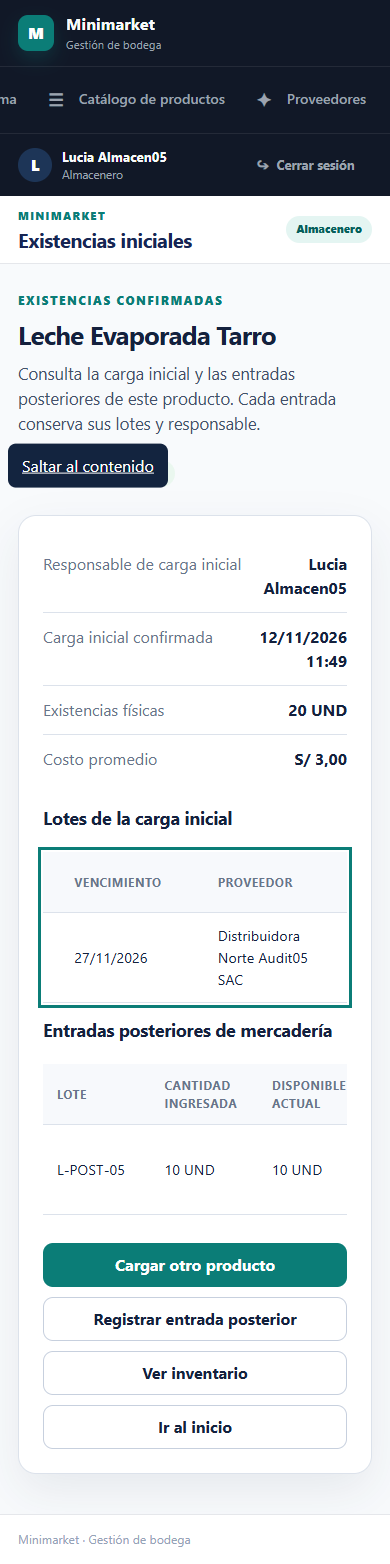 M
Minimarket
Gestión de bodega
ma
Catálogo de productos
Proveedores
L
Lucia Almacen05
Almacenero
Cerrar sesión
MINIMARKET
Existencias iniciales
Almacenero
EXISTENCIAS CONFIRMADAS
Leche Evaporada Tarro
Consulta la carga inicial y las entradas
posteriores de este producto. Cada entrada
conserva sus lotes y responsable.
Saltar al contenido
Responsable de carga inicial
Lucia
Almacen05
Carga inicial confirmada
12/11/2026
11:49
Existencias físicas
20 UND
Costo promedio
S/ 3,00
Lotes de la carga inicial
VENCIMIENTO
PROVEEDOR
27/11/2026
Distribuidora
Norte Audit05
SAC
Entradas posteriores de mercadería
LOTE
CANTIDAD
INGRESADA
DISPONIBLE
ACTUAL
L-POST-05
10 UND
10 UND
Cargar otro producto
Registrar entrada posterior
Ver inventario
Ir al inicio
Minimarket · Gestión de bodega